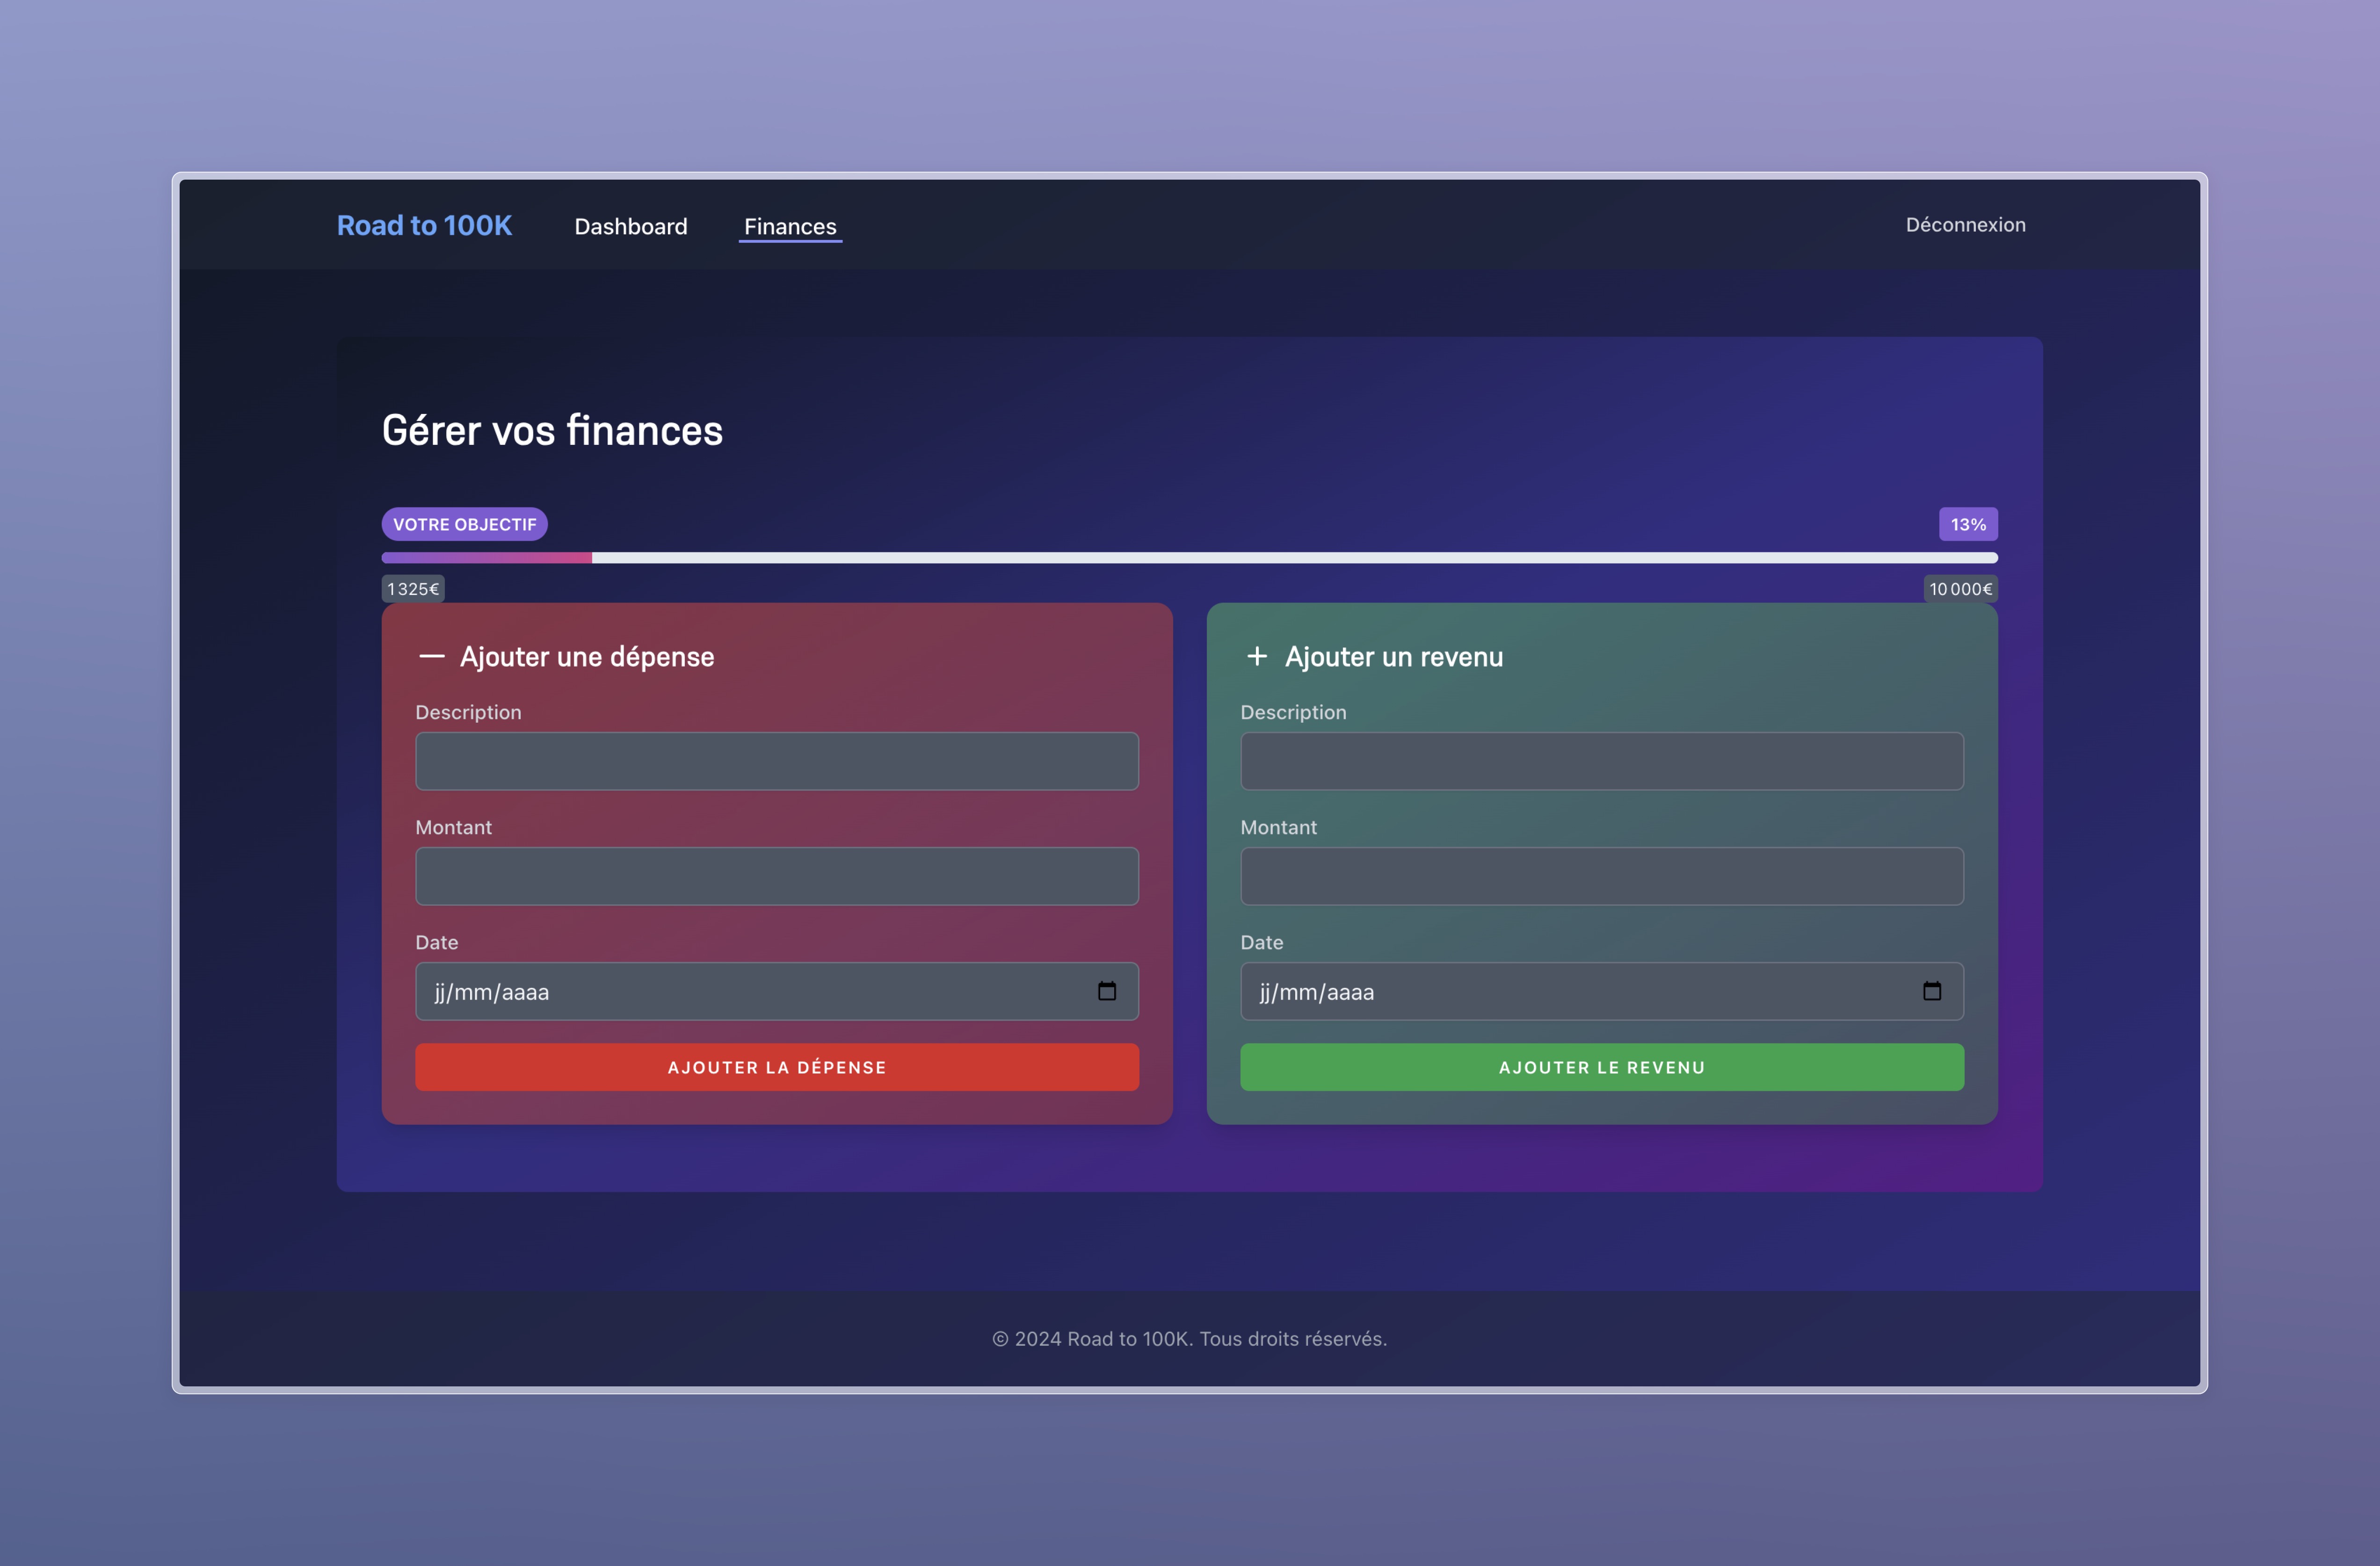 Road to 100K Dashboard Finances Déconnexion
Gérer vos finances
VOTRE OBJECTIF 13%
1 325€ 10 000€
Ajouter une dépense
Description
Montant
Date
jj/mm/aaaa
AJOUTER LA DÉPENSE
Ajouter un revenu
Description
Montant
Date
jj/mm/aaaa
AJOUTER LE REVENU
© 2024 Road to 100K. Tous droits réservés.